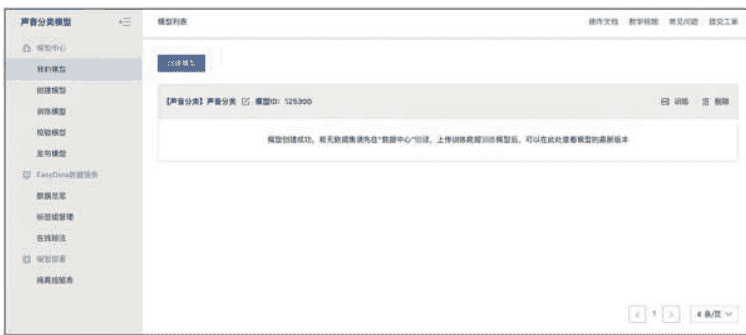 声音分类模型
模型列表
操作文档 教学视频 常见问题 提交工单
模型中心
我的模型
创建模型
训练模型
校验模型
发布模型
EasyData数据服务
数据总览
标签组管理
在线标注
模型部署
纯离线服务
创建模型
【声音分类】声音分类 模型ID: 125300
训练 删除
模型创建成功，若无数据集请先在“数据中心”创建，上传训练数据训练模型后，可以在此处查看模型的最新版本
1
4 条/页